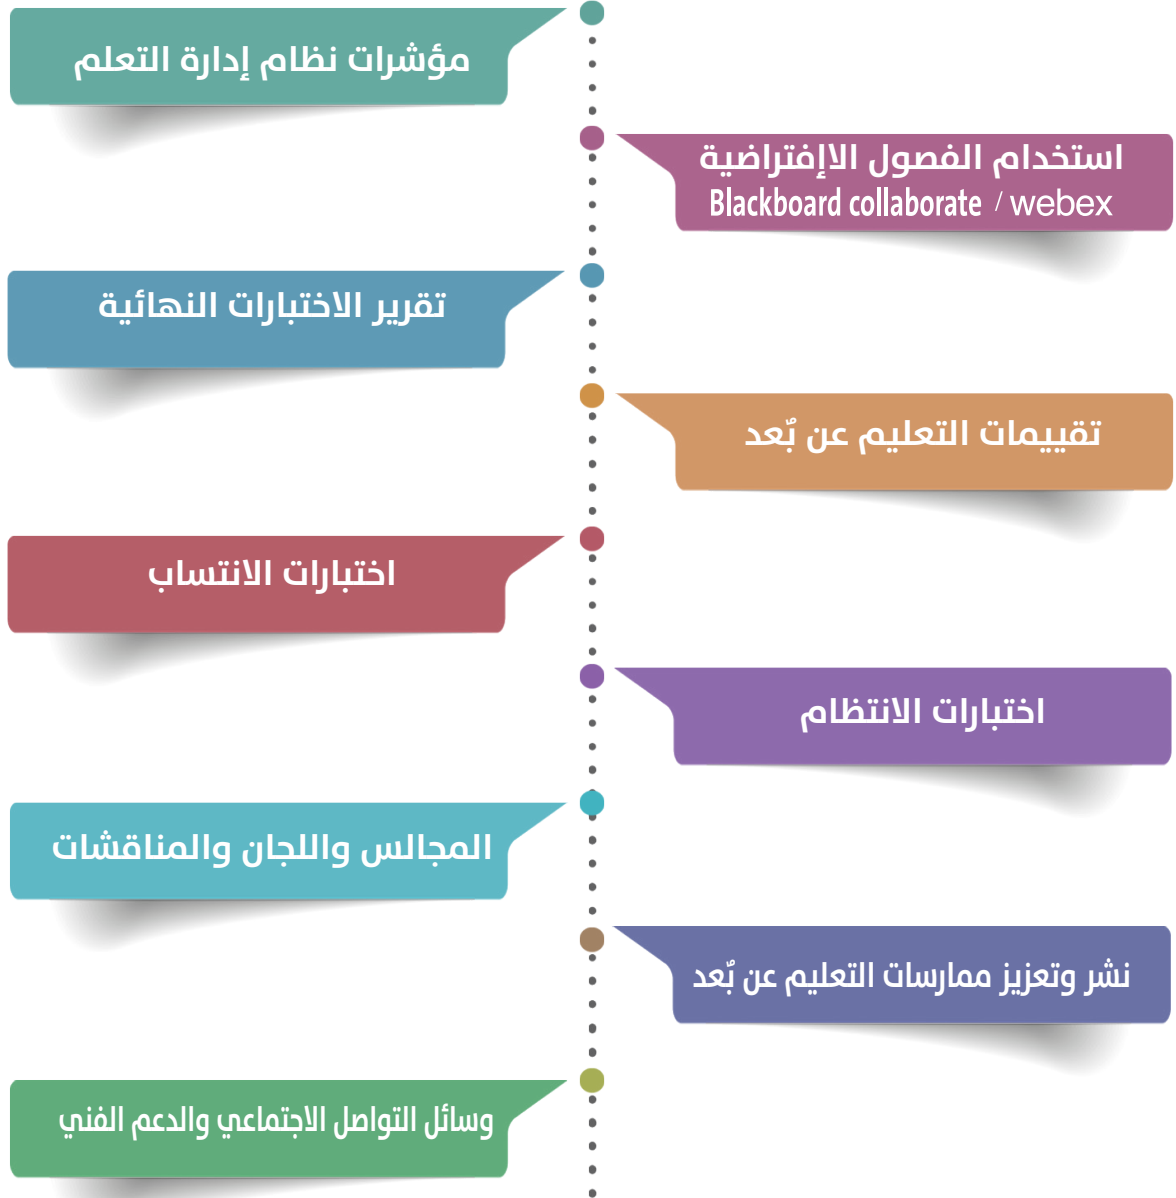 مؤشرات نظام إدارة التعلم
استخدام الفصول الاإفتراضية
Blackboard collaborate / webex
تقرير الاختبارات النهائية
تقييمات التعليم عن بُعد
اختبارات الانتساب
اختبارات الانتظام
المجالس واللجان والمناقشات
نشر وتعزيز ممارسات التعليم عن بُعد
وسائل التواصل الاجتماعي والدعم الفني